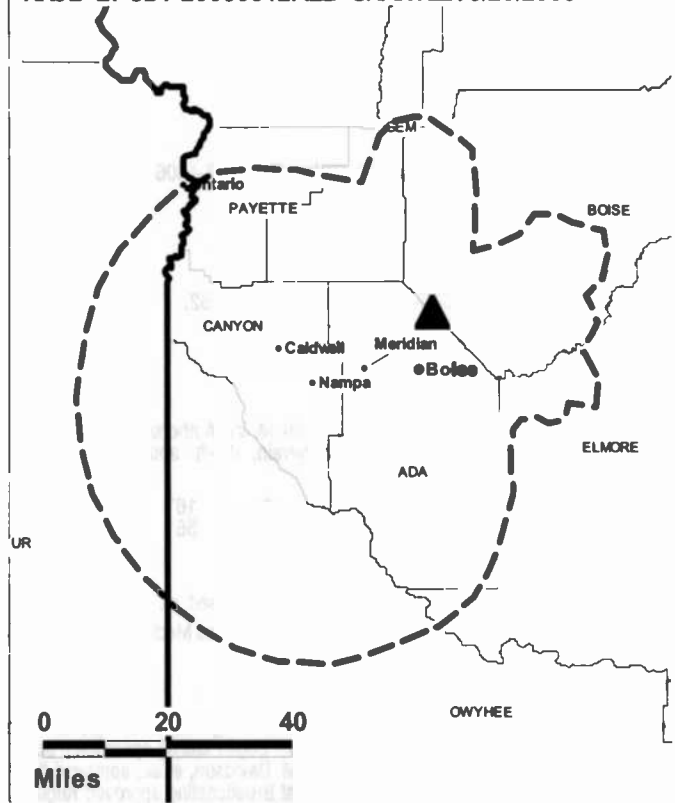 GEM
Ontario
PAYETTE
BOISE
CANYON
Caldwell
Meridian
Nampa
Boise
ELMORE
ADA
UR
OWYHEE
0 20 40
Miles